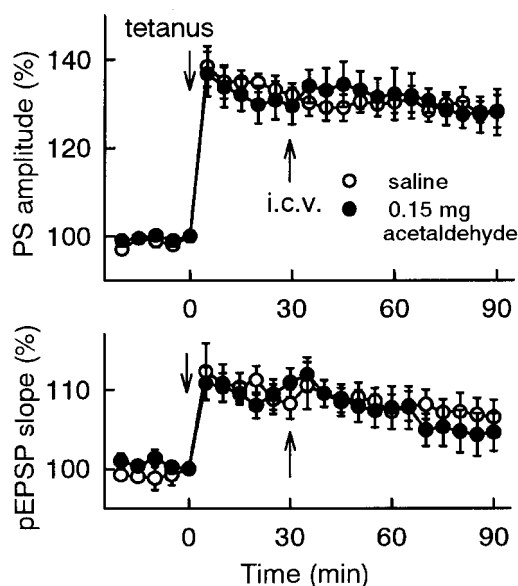 tetanus
PS amplitude (%)
140
120
100
i.c.v.
saline
0.15 mg
acetaldehyde
0
30
60
90
pEPSP slope (%)
110
100
0
30
60
90
Time (min)